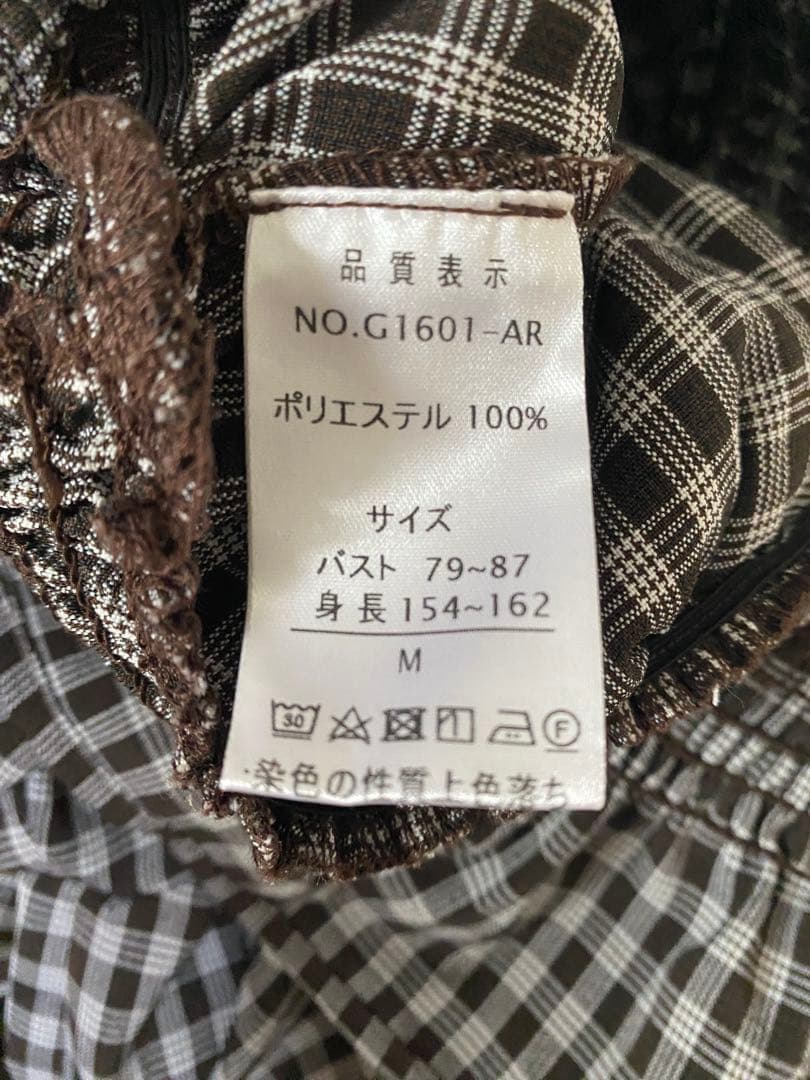 品質表示
NO.G1601-AR
ポリエステル 100%
サイズ
バスト 79~87
身長 154~162
M
30 F
・染色の性質上色落ち